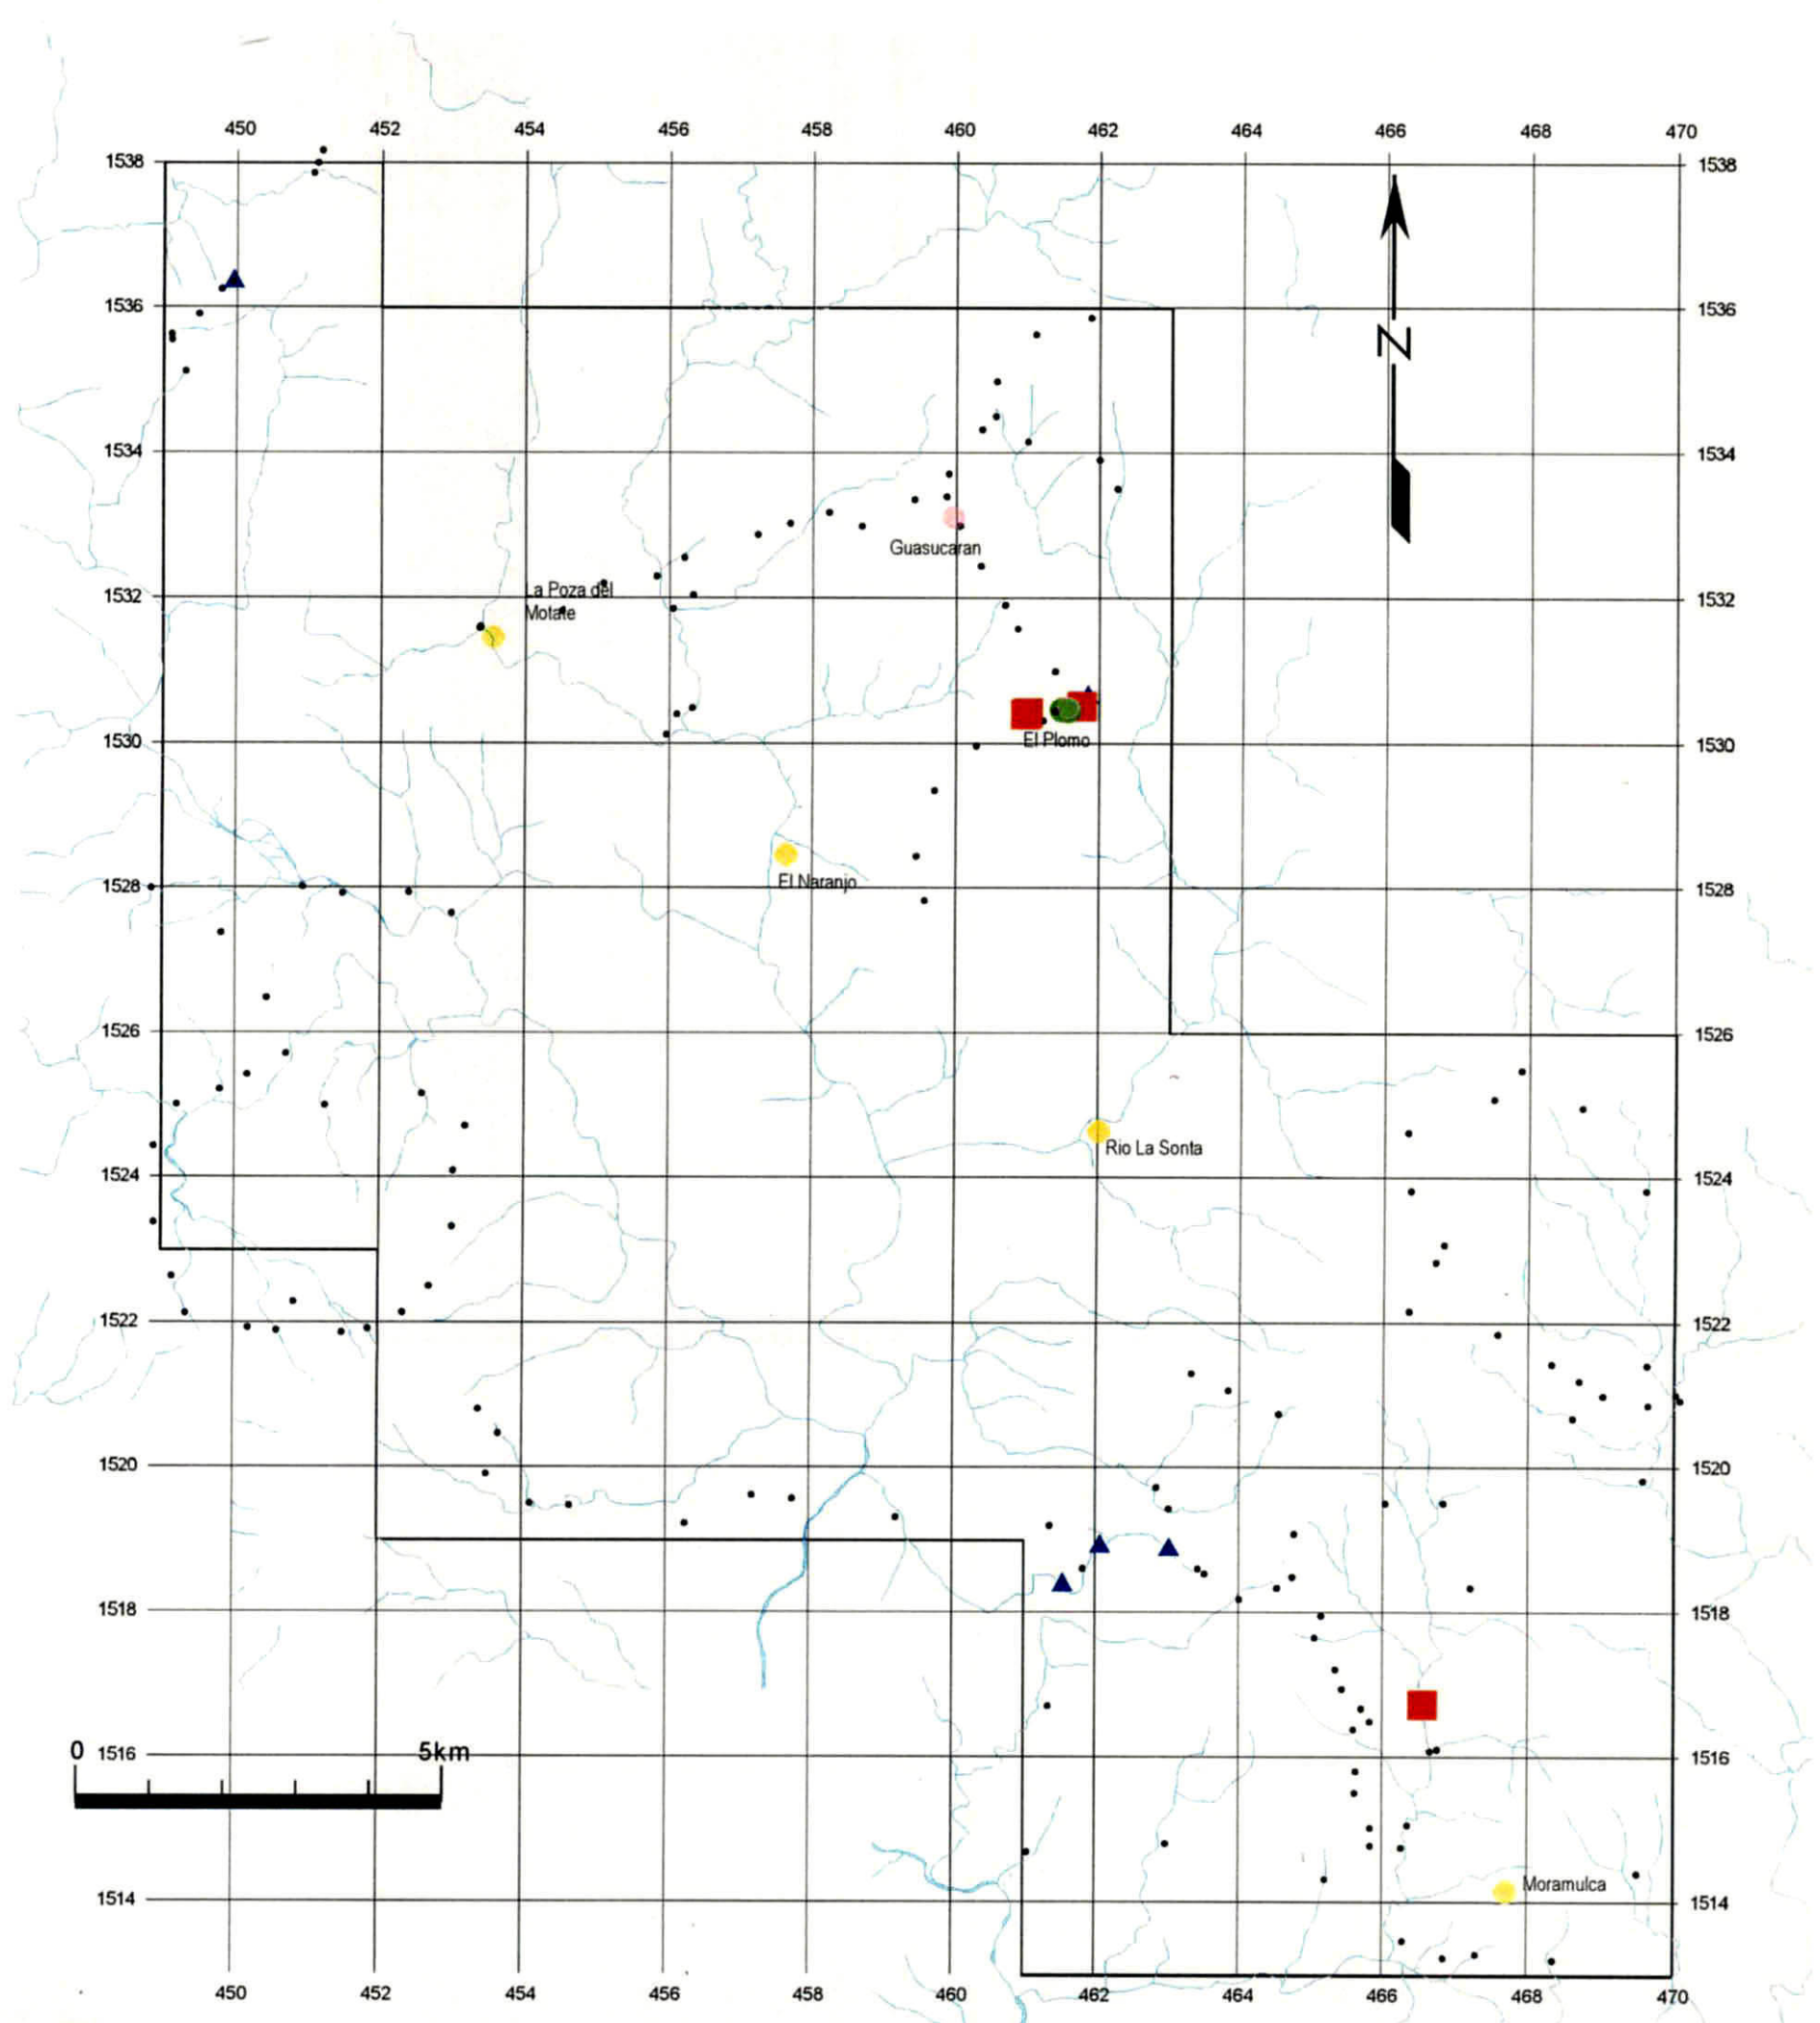 450 452 454 456 458 460 462 464 466 468 470
1538 1538
1536 1536
N
1534 1534
Guasucaran
La Poza del
1532 1532
Motate
El Plomo
1530 1530
El Naranjo
1528 1528
1526 1526
Rio La Sonta
1524 1524
1522 1522
1520 1520
1518 1518
0 1516 5km 1516
Moramulca
1514 1514
450 452 454 456 458 460 462 464 466 468 470